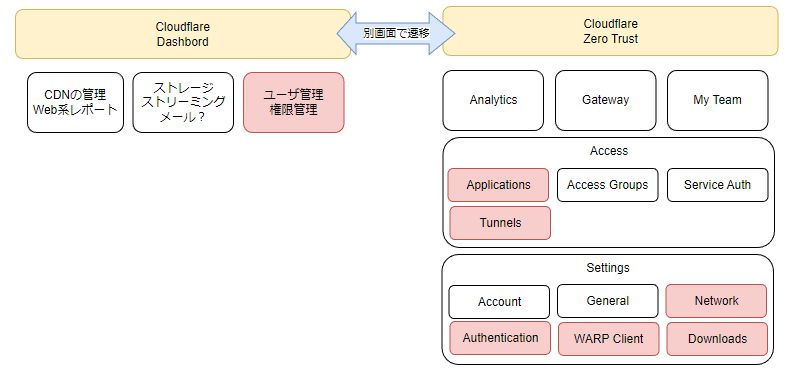 Cloudflare
Dashbord
別画面で遷移
Cloudflare
Zero Trust
CDNの管理
Web系レポート
ストレージ
ストリーミング
メール？
ユーザ管理
権限管理
Analytics
Gateway
My Team
Access
Applications
Access Groups
Service Auth
Tunnels
Settings
Account
General
Network
Authentication
WARP Client
Downloads